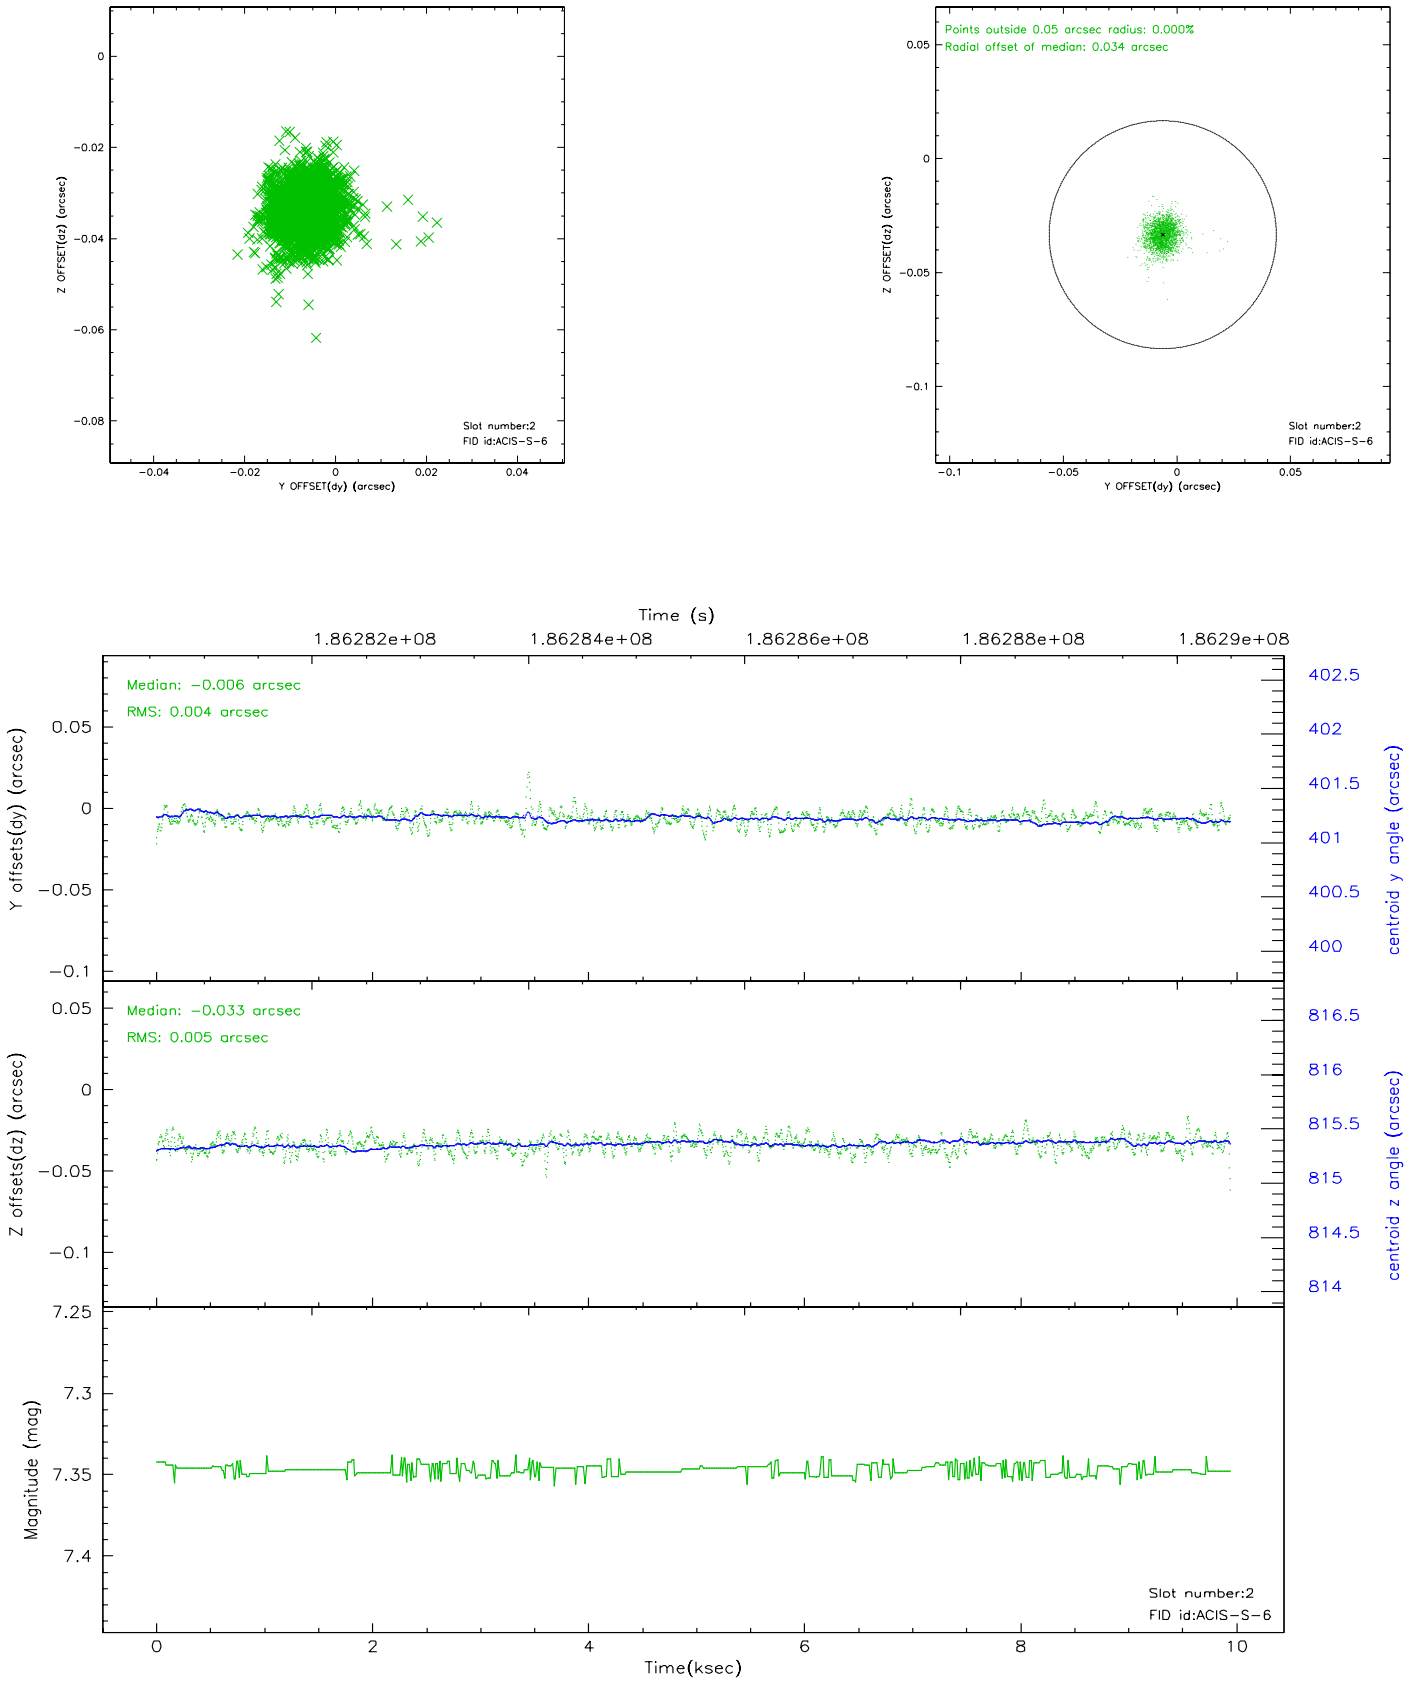 0
-0.02
-0.04
-0.06
-0.08
Z OFFSET(dz) (arcsec)
Slot number:2
FID id:ACIS-S-6
-0.04 -0.02 0 0.02 0.04
Y OFFSET(dy) (arcsec)
Points outside 0.05 arcsec radius: 0.000%
Radial offset of median: 0.034 arcsec
0.05
0
-0.05
-0.1
Z OFFSET(dz) (arcsec)
Slot number:2
FID id:ACIS-S-6
-0.1 -0.05 0 0.05
Y OFFSET(dy) (arcsec)
Time (s)
1.86282e+08 1.86284e+08 1.86286e+08 1.86288e+08 1.8629e+08
Median: -0.006 arcsec
RMS: 0.004 arcsec
0.05
0
-0.05
-0.1
Y offsets(dy) (arcsec)
402.5
402
401.5
401
400.5
400
centroid y angle (arcsec)
Median: -0.033 arcsec
RMS: 0.005 arcsec
0.05
0
-0.05
-0.1
Z offsets(dz) (arcsec)
816.5
816
815.5
815
814.5
814
centroid z angle (arcsec)
7.25
7.3
7.35
7.4
Magnitude (mag)
Slot number:2
FID id:ACIS-S-6
0 2 4 6 8 10
Time(ksec)